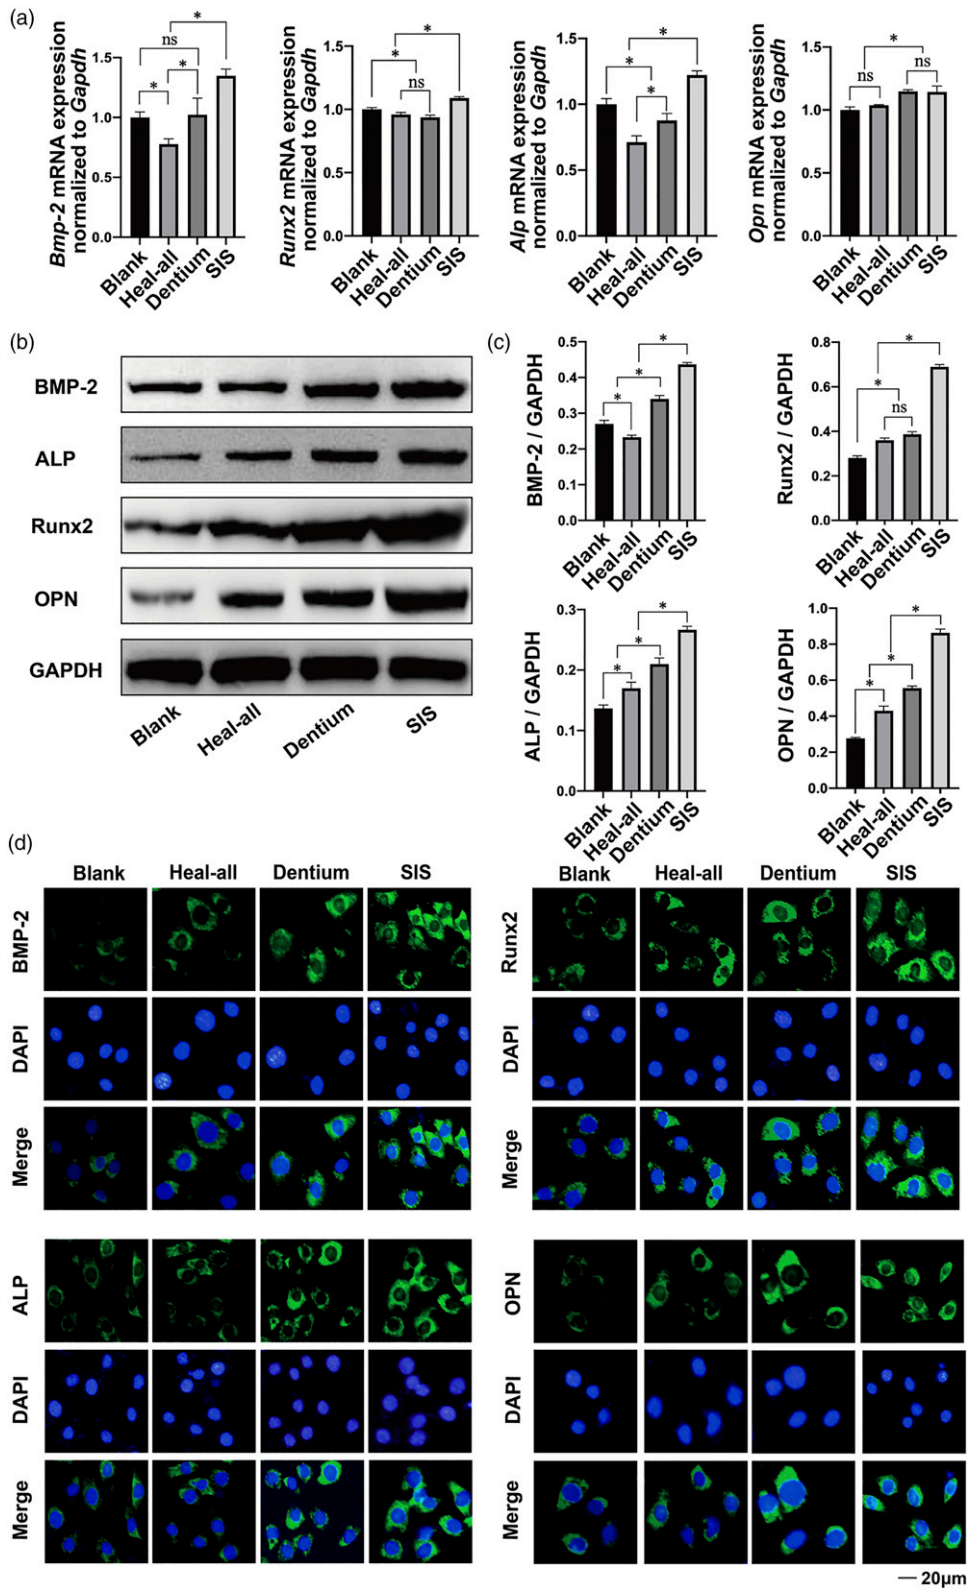 (a)
Bmp-2 mRNA expression
normalized to Gapdh
1.5
1.0
0.5
0.0
*
ns
*
*
Blank
Heal-all
Dentium
SIS
Runx2 mRNA expression
normalized to Gapdh
1.5
1.0
0.5
0.0
*
*
ns
Blank
Heal-all
Dentium
SIS
Alp mRNA expression
normalized to Gapdh
1.5
1.0
0.5
0.0
*
*
*
Blank
Heal-all
Dentium
SIS
Opn mRNA expression
normalized to Gapdh
1.5
1.0
0.5
0.0
*
ns
ns
Blank
Heal-all
Dentium
SIS
(b)
BMP-2
ALP
Runx2
OPN
GAPDH
Blank
Heal-all
Dentium
SIS
(c)
BMP-2 / GAPDH
0.5
0.4
0.3
0.2
0.1
0.0
*
*
*
Blank
Heal-all
Dentium
SIS
Runx2 / GAPDH
0.8
0.6
0.4
0.2
0.0
*
*
ns
Blank
Heal-all
Dentium
SIS
ALP / GAPDH
0.3
0.2
0.1
0.0
*
*
*
Blank
Heal-all
Dentium
SIS
OPN / GAPDH
1.0
0.8
0.6
0.4
0.2
0.0
*
*
*
Blank
Heal-all
Dentium
SIS
(d)
Blank Heal-all Dentium SIS
BMP-2
DAPI
Merge
Blank Heal-all Dentium SIS
Runx2
DAPI
Merge
ALP
DAPI
Merge
OPN
DAPI
Merge
20μm